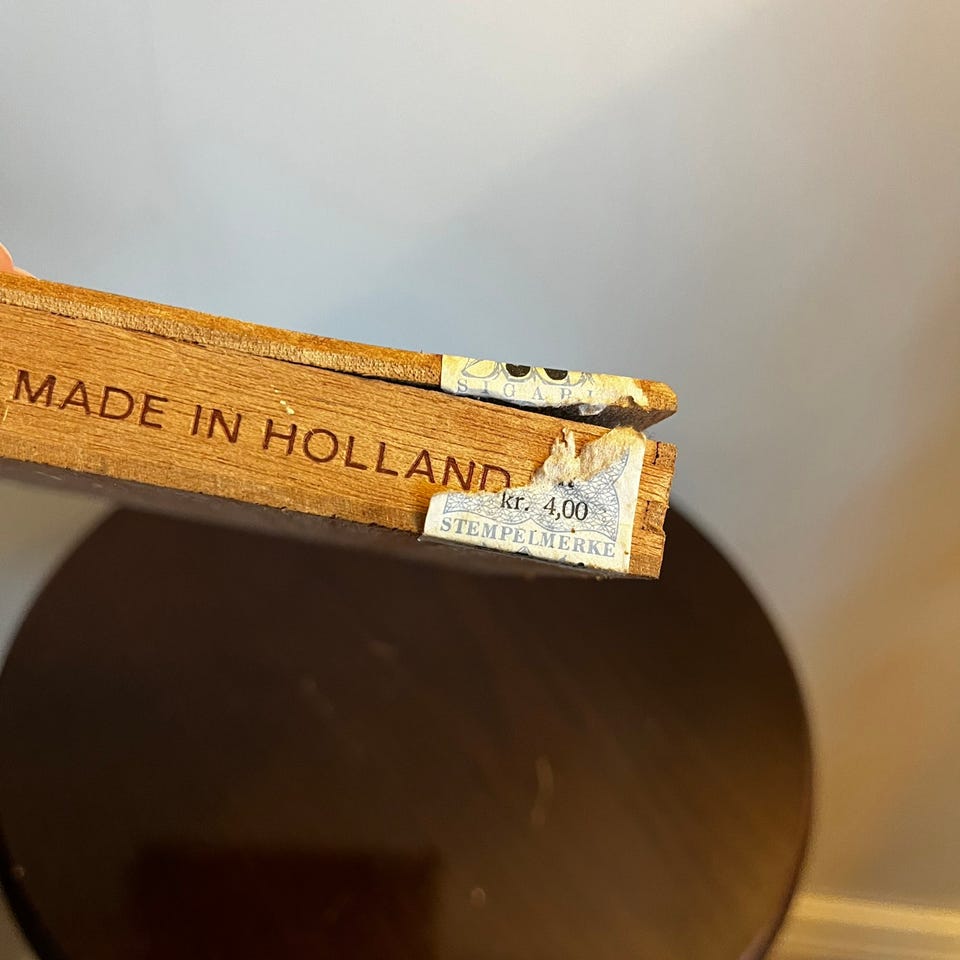 SIGAR
MADE IN HOLLAND
kr. 4,00
STEMPELMERKE